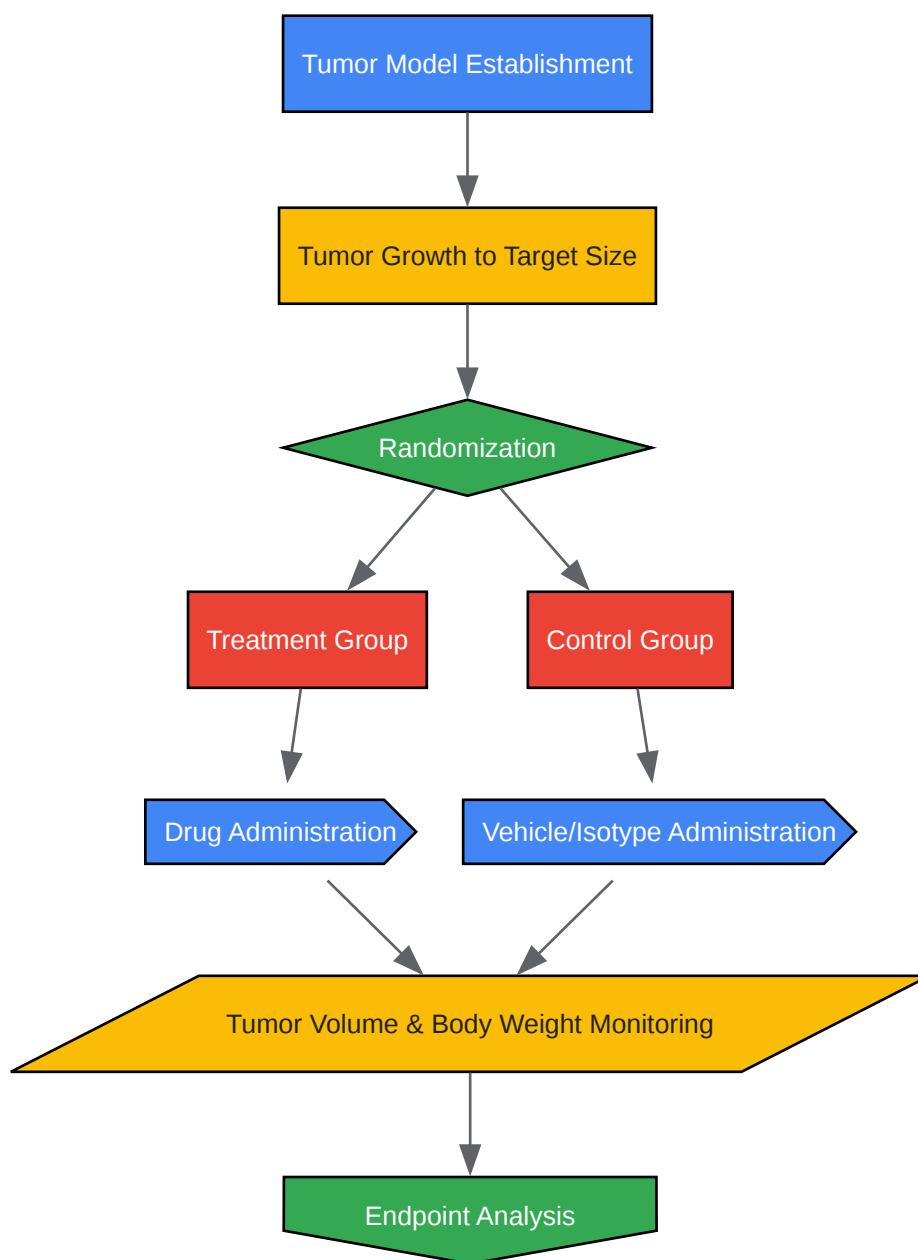 Tumor Model Establishment
Tumor Growth to Target Size
Randomization
Treatment Group
Control Group
Drug Administration
Vehicle/Isotype Administration
Tumor Volume & Body Weight Monitoring
Endpoint Analysis